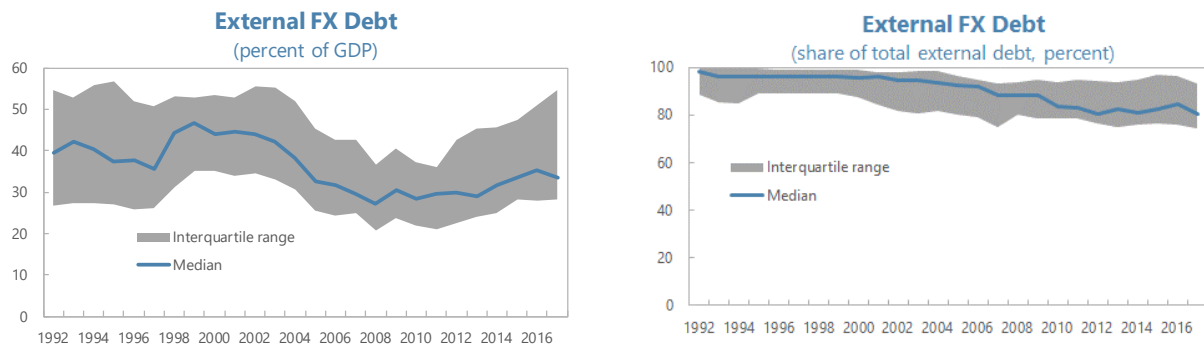 External FX Debt
(percent of GDP)
60
50
40
30
20
10
0
Interquartile range
Median
1992 1994 1996 1998 2000 2002 2004 2006 2008 2010 2012 2014 2016
External FX Debt
(share of total external debt, percent)
100
80
60
40
20
0
Interquartile range
Median
1992 1994 1996 1998 2000 2002 2004 2006 2008 2010 2012 2014 2016